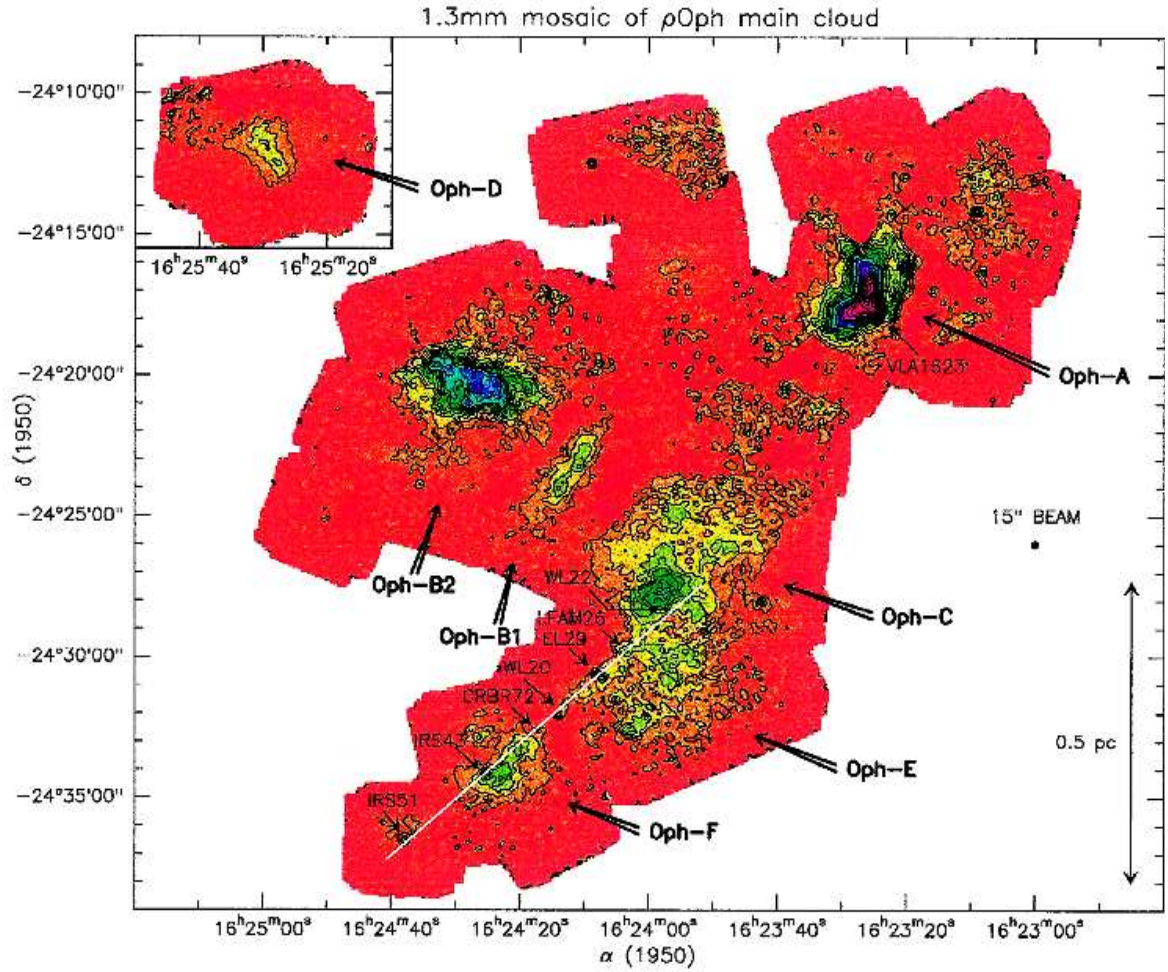 1.3mm mosaic of ρOph main cloud
−24°10'00"
−24°15'00"
−24°20'00"
−24°25'00"
−24°30'00"
−24°35'00"
δ (1950)
Oph-D
16h25m40s
16h25m20s
VLA1623
Oph-A
15" BEAM
Oph-B2
Oph-B1
WL22
LFAM26
EL29
WL20
CRBR72
IRS43
IRS51
Oph-C
Oph-E
Oph-F
0.5 pc
16h25m00s
16h24m40s
16h24m20s
16h24m00s
16h23m40s
16h23m20s
16h23m00s
α (1950)